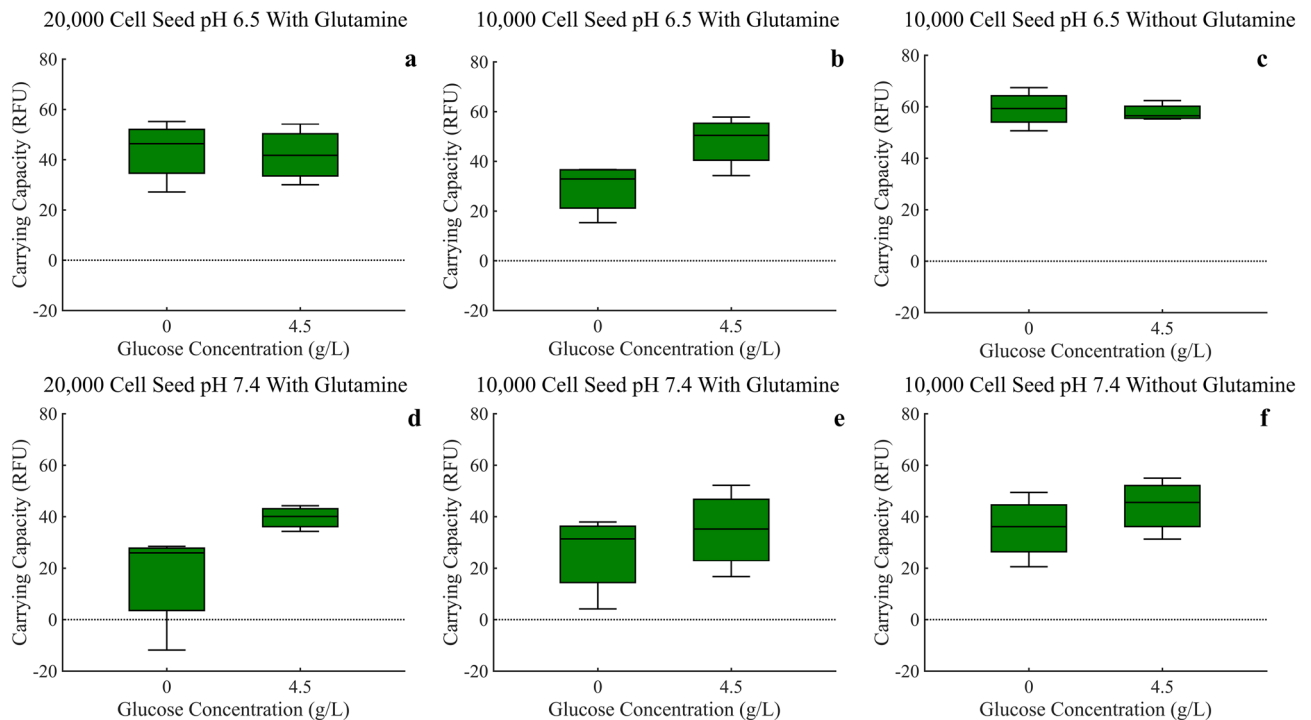 20,000 Cell Seed pH 6.5 With Glutamine
a
Carrying Capacity (RFU)
80
60
40
20
0
-20
0 4.5
Glucose Concentration (g/L)
10,000 Cell Seed pH 6.5 With Glutamine
b
Carrying Capacity (RFU)
80
60
40
20
0
-20
0 4.5
Glucose Concentration (g/L)
10,000 Cell Seed pH 6.5 Without Glutamine
c
Carrying Capacity (RFU)
80
60
40
20
0
-20
0 4.5
Glucose Concentration (g/L)
20,000 Cell Seed pH 7.4 With Glutamine
d
Carrying Capacity (RFU)
80
60
40
20
0
-20
0 4.5
Glucose Concentration (g/L)
10,000 Cell Seed pH 7.4 With Glutamine
e
Carrying Capacity (RFU)
80
60
40
20
0
-20
0 4.5
Glucose Concentration (g/L)
10,000 Cell Seed pH 7.4 Without Glutamine
f
Carrying Capacity (RFU)
80
60
40
20
0
-20
0 4.5
Glucose Concentration (g/L)